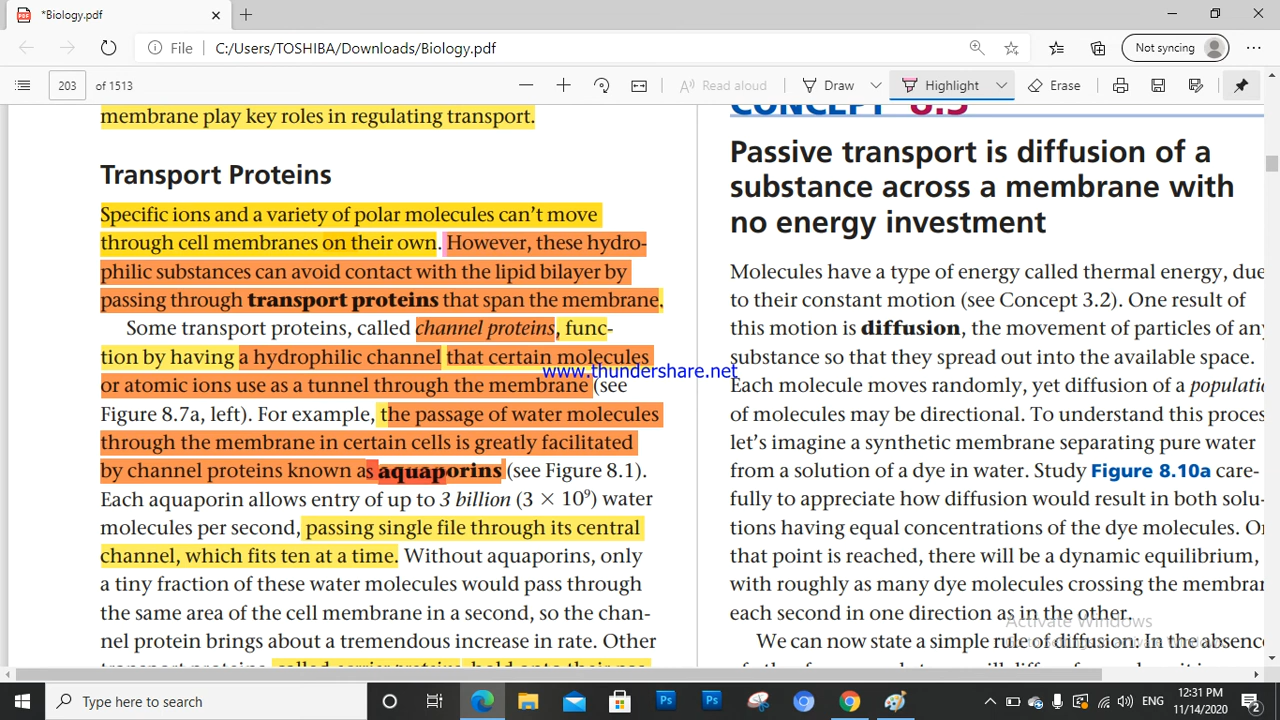 *Biology.pdf
File
C:/Users/TOSHIBA/Downloads/Biology.pdf
Not syncing
203 of 1513
Read aloud
Draw
Highlight
Erase
membrane play key roles in regulating transport.
Transport Proteins
Specific ions and a variety of polar molecules can't move
through cell membranes on their own. However, these hydro-
philic substances can avoid contact with the lipid bilayer by
passing through transport proteins that span the membrane.
Some transport proteins, called channel proteins, func-
tion by having a hydrophilic channel that certain molecules
or atomic ions use as a tunnel through the membrane (see
Figure 8.7a, left). For example, the passage of water molecules
through the membrane in certain cells is greatly facilitated
by channel proteins known as aquaporins (see Figure 8.1).
Each aquaporin allows entry of up to 3 billion (3 × 10⁹) water
molecules per second, passing single file through its central
channel, which fits ten at a time. Without aquaporins, only
a tiny fraction of these water molecules would pass through
the same area of the cell membrane in a second, so the chan-
nel protein brings about a tremendous increase in rate. Other
transport proteins, called carrier proteins, hold onto their pas-
www.thundershare.net
CONCEPT 8.3
Passive transport is diffusion of a
substance across a membrane with
no energy investment
Molecules have a type of energy called thermal energy, due
to their constant motion (see Concept 3.2). One result of
this motion is diffusion, the movement of particles of any
substance so that they spread out into the available space.
Each molecule moves randomly, yet diffusion of a populatio
of molecules may be directional. To understand this proces
let's imagine a synthetic membrane separating pure water
from a solution of a dye in water. Study Figure 8.10a care-
fully to appreciate how diffusion would result in both solu-
tions having equal concentrations of the dye molecules. On
that point is reached, there will be a dynamic equilibrium,
with roughly as many dye molecules crossing the membran
each second in one direction as in the other.
We can now state a simple rule of diffusion: In the absence
Activate Windows
Type here to search
ENG
12:31 PM
11/14/2020
2